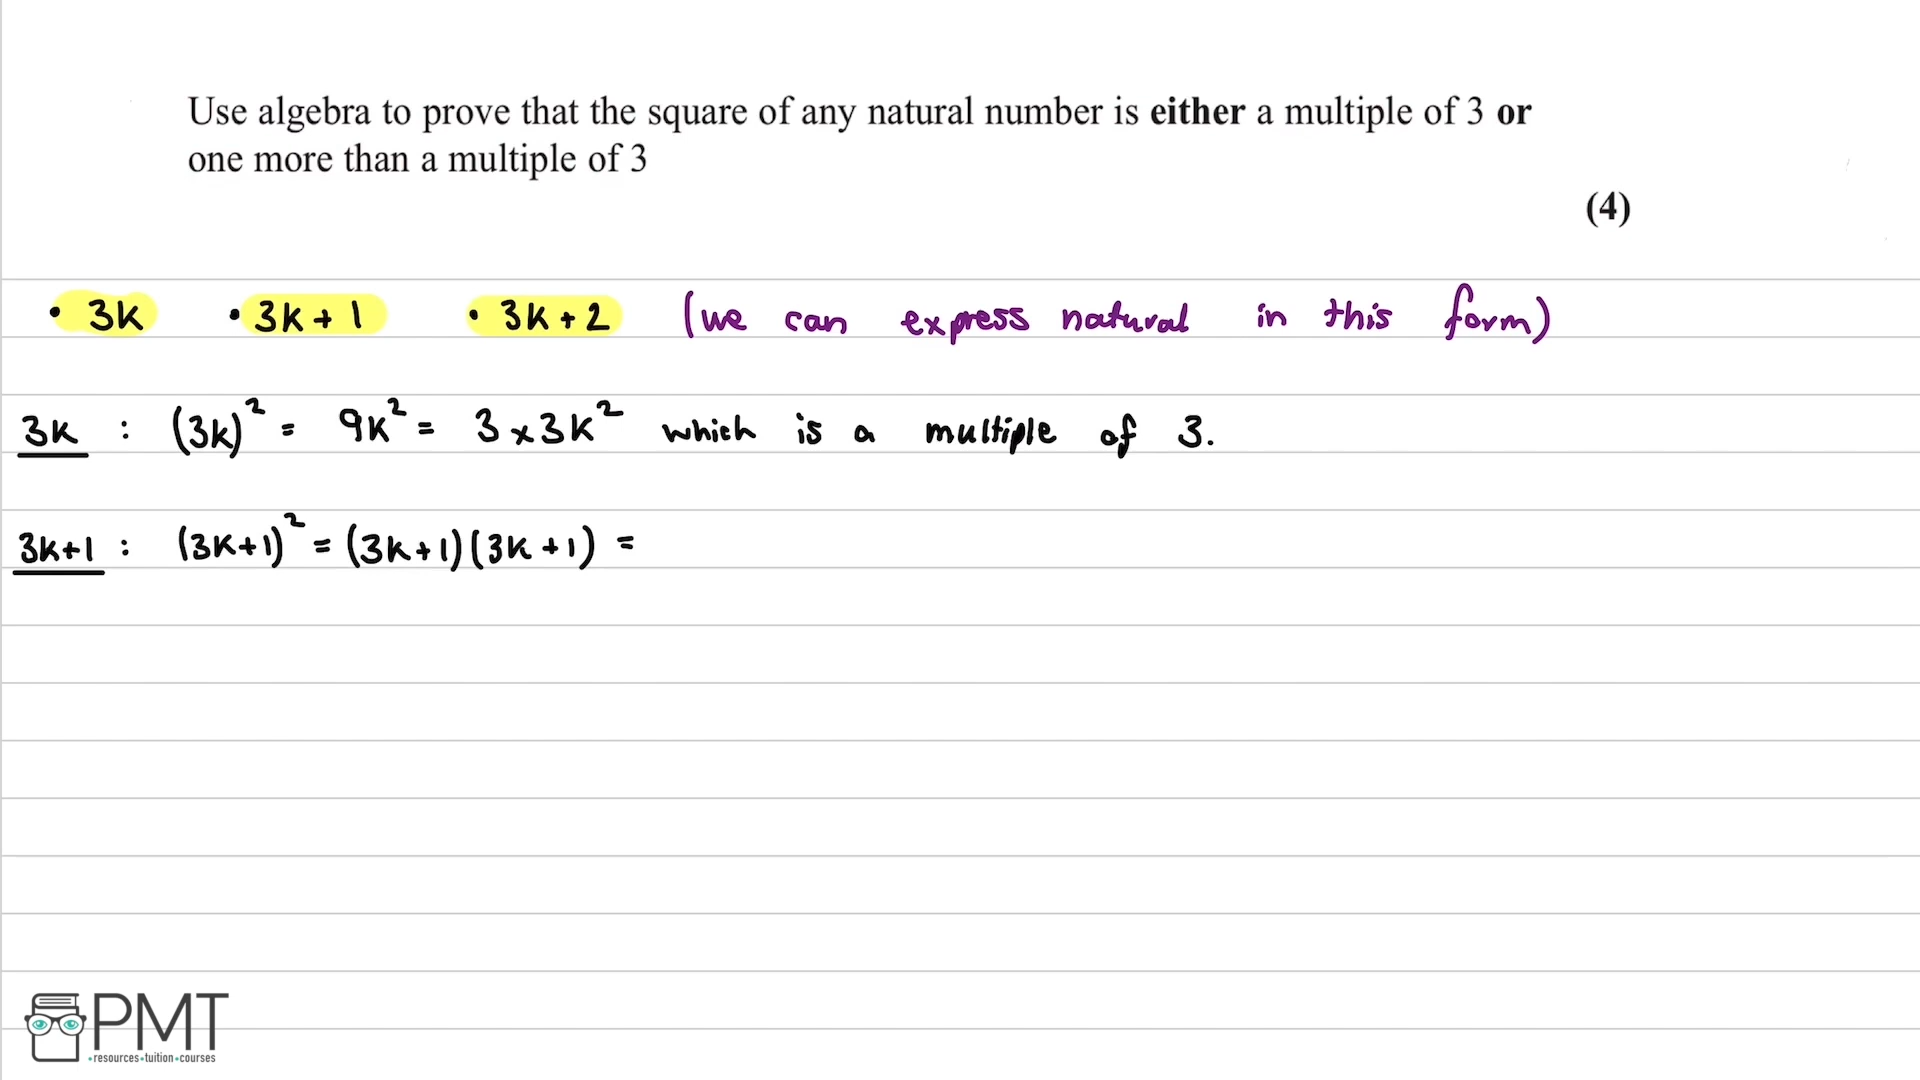 Use algebra to prove that the square of any natural number is either a multiple of 3 or
one more than a multiple of 3
(4)
• 3k • 3k + 1 • 3k + 2 (we can express natural in this form)
3k : (3k)² = 9k² = 3 × 3k² which is a multiple of 3.
3k+1 : (3k+1)² = (3k+1)(3k+1) =
PMT
•resources•tuition•courses